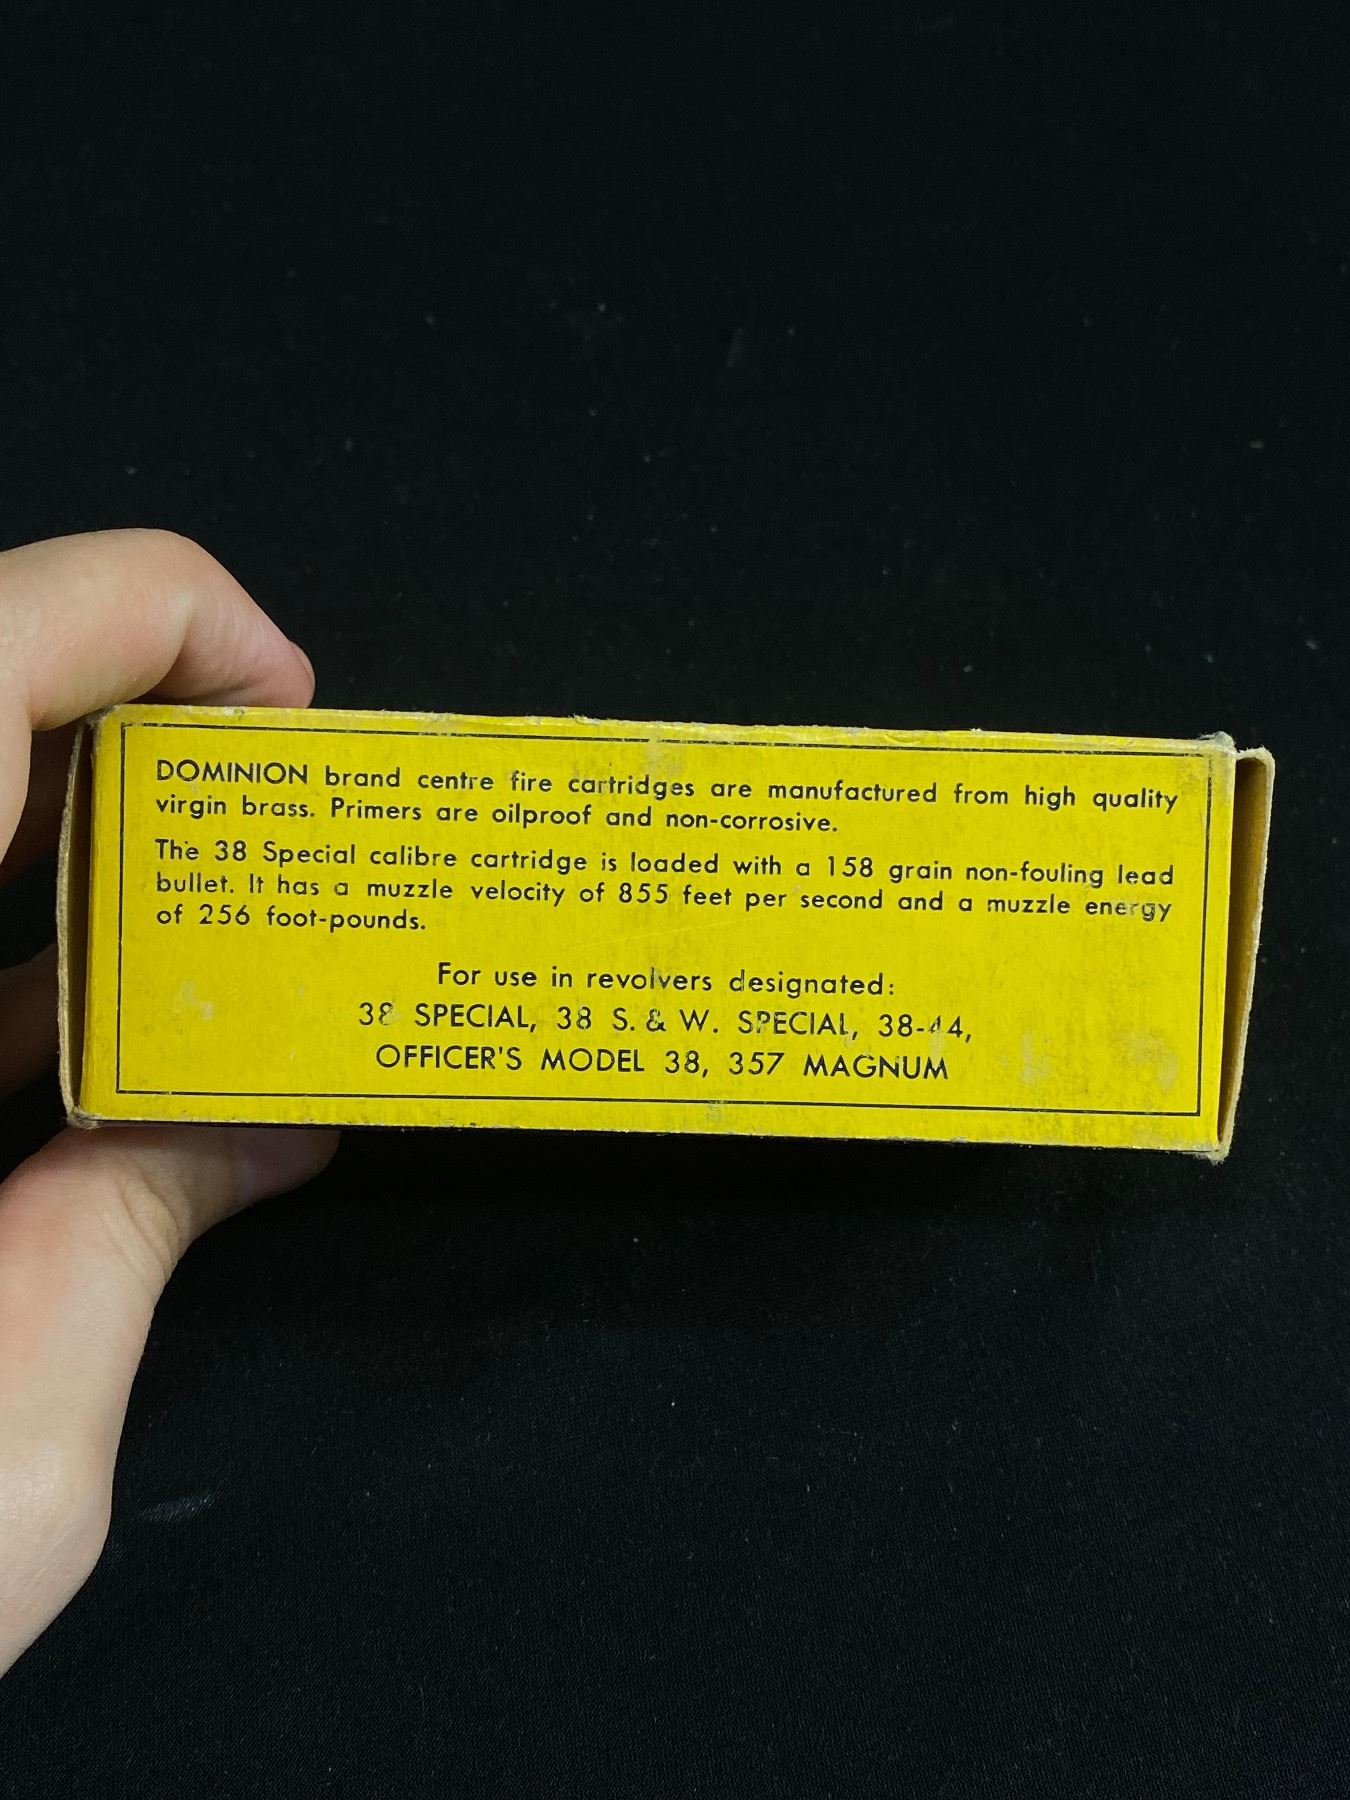 DOMINION brand centre fire cartridges are manufactured from high quality
virgin brass. Primers are oilproof and non-corrosive.
The 38 Special calibre cartridge is loaded with a 158 grain non-fouling lead
bullet. It has a muzzle velocity of 855 feet per second and a muzzle energy
of 256 foot-pounds.
For use in revolvers designated:
38 SPECIAL, 38 S. & W. SPECIAL, 38-44,
OFFICER'S MODEL 38, 357 MAGNUM